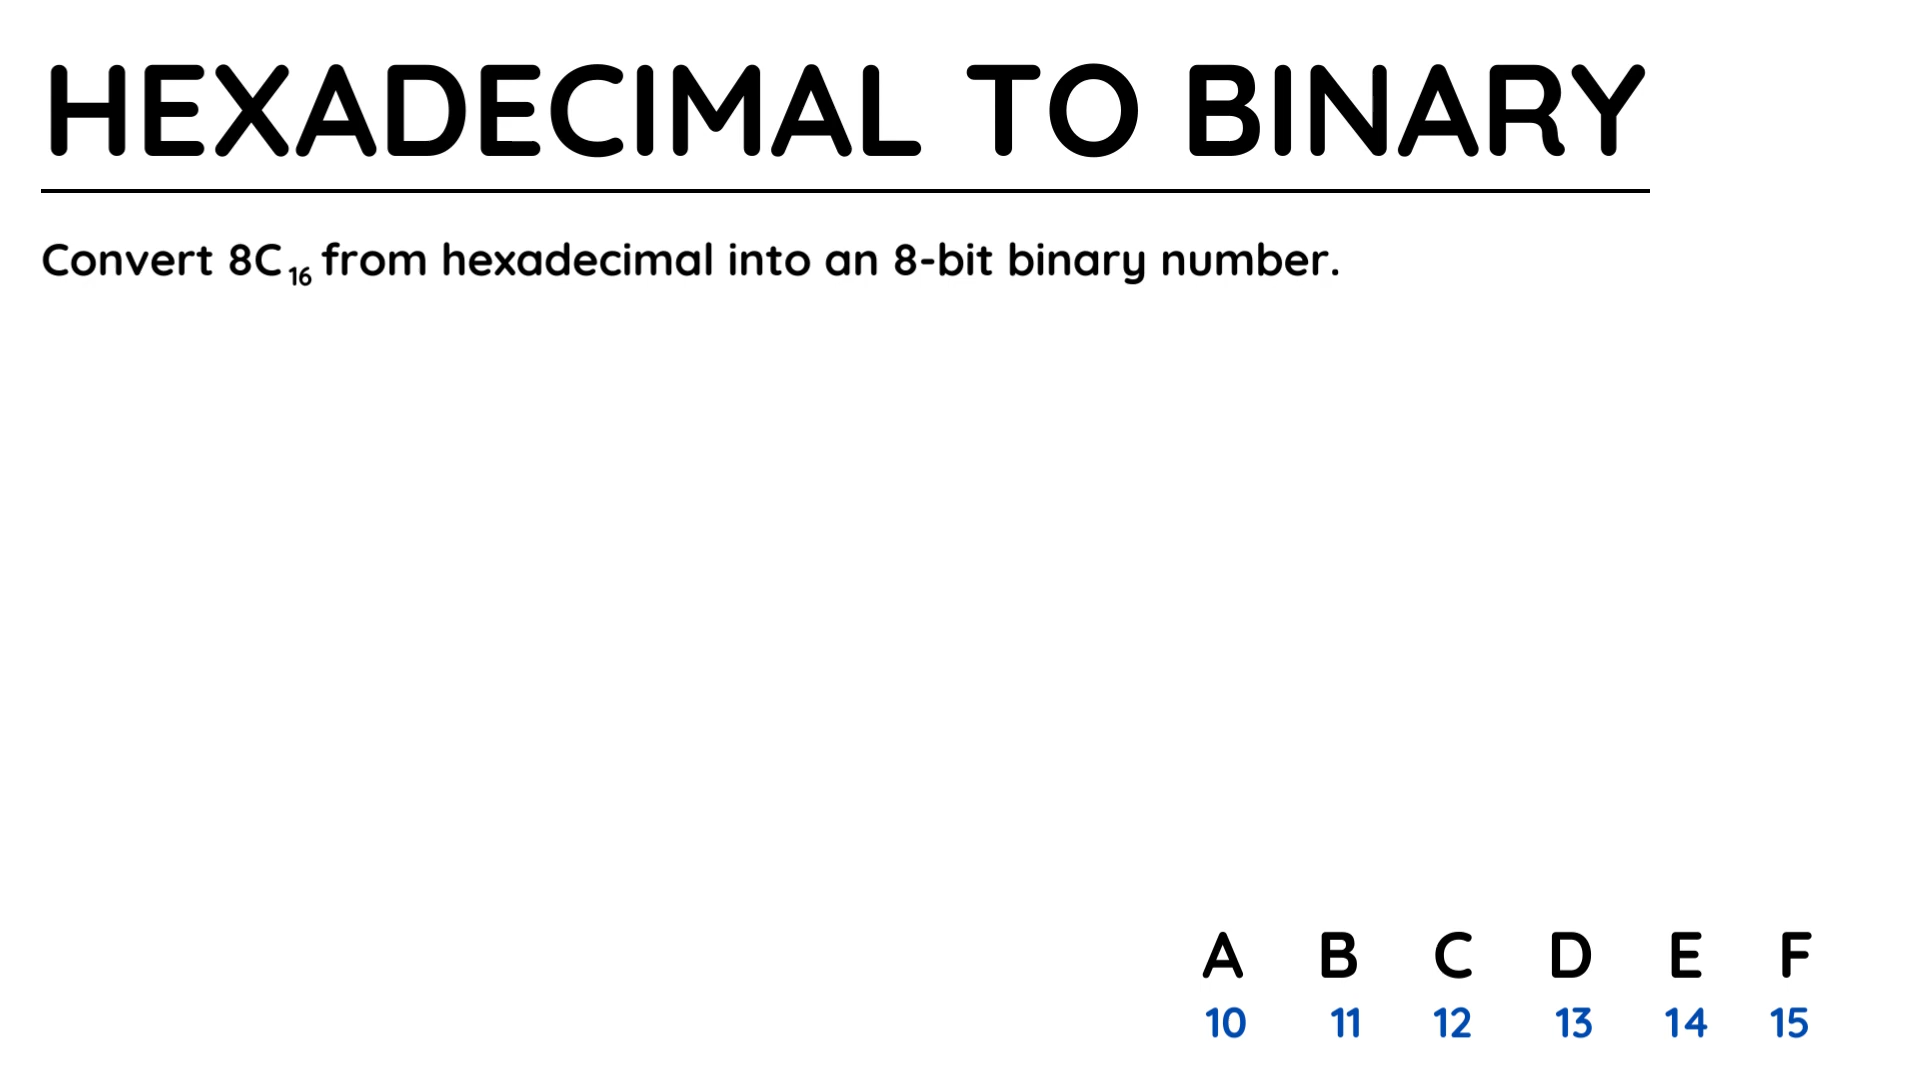 HEXADECIMAL TO BINARY
Convert 8C₁₆ from hexadecimal into an 8-bit binary number.
A B C D E F
10 11 12 13 14 15